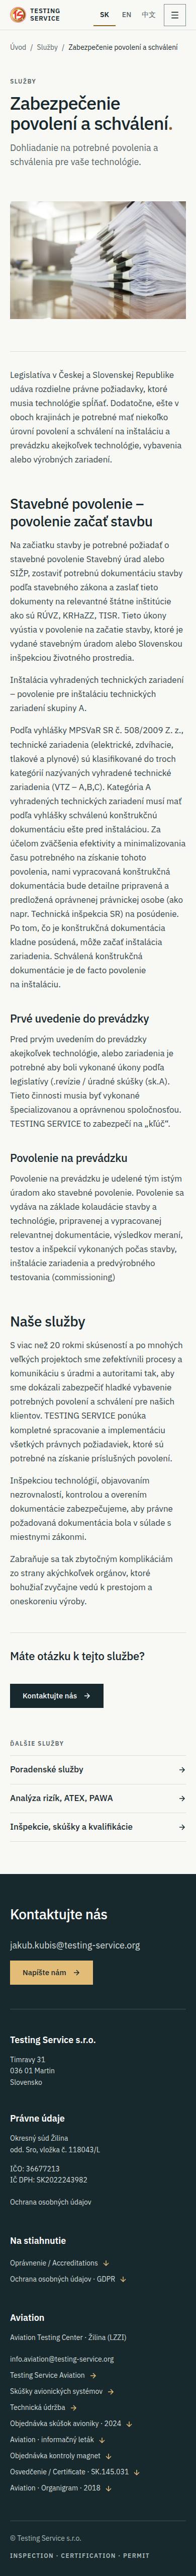 TESTING
SERVICE
SK EN 中文
Úvod / Služby / Zabezpečenie povolení a schválení
SLUŽBY
Zabezpečenie
povolení a schválení.
Dohliadanie na potrebné povolenia a
schválenia pre vaše technológie.
Legislatíva v Českej a Slovenskej Republike
udáva rozdielne právne požiadavky, ktoré
musia technológie spĺňať. Dodatočne, ešte v
oboch krajinách je potrebné mať niekoľko
úrovní povolení a schválení na inštaláciu a
prevádzku akejkoľvek technológie, vybavenia
alebo výrobných zariadení.
Stavebné povolenie –
povolenie začať stavbu
Na začiatku stavby je potrebné požiadať o
stavebné povolenie Stavebný úrad alebo
SIŽP, zostaviť potrebnú dokumentáciu stavby
podľa stavebného zákona a zaslať tieto
dokumenty na relevantné štátne inštitúcie
ako sú RÚVZ, KRHaZZ, TISR. Tieto úkony
vyústia v povolenie na začatie stavby, ktoré je
vydané stavebným úradom alebo Slovenskou
inšpekciou životného prostredia.
Inštalácia vyhradených technických zariadení
– povolenie pre inštaláciu technických
zariadení skupiny A.
Podľa vyhlášky MPSVaR SR č. 508/2009 Z. z.,
technické zariadenia (elektrické, zdvíhacie,
tlakové a plynové) sú klasifikované do troch
kategórií nazývaných vyhradené technické
zariadenia (VTZ – A,B,C). Kategória A
vyhradených technických zariadení musí mať
podľa vyhlášky schválenú konštrukčnú
dokumentáciu ešte pred inštaláciou. Za
účelom zväčšenia efektivity a minimalizovania
času potrebného na získanie tohoto
povolenia, nami vypracovaná konštrukčná
dokumentácia bude detailne pripravená a
predložená oprávnenej právnickej osobe (ako
napr. Technická inšpekcia SR) na posúdenie.
Po tom, čo je konštrukčná dokumentácia
kladne posúdená, môže začať inštalácia
zariadenia. Schválená konštrukčná
dokumentácie je de facto povolenie
na inštaláciu.
Prvé uvedenie do prevádzky
Pred prvým uvedením do prevádzky
akejkoľvek technológie, alebo zariadenia je
potrebné aby boli vykonané úkony podľa
legislatívy (.revízie / úradné skúšky (sk.A).
Tieto činnosti musia byť vykonané
špecializovanou a oprávnenou spoločnosťou.
TESTING SERVICE to zabezpečí na „kľúč“.
Povolenie na prevádzku
Povolenie na prevádzku je udelené tým istým
úradom ako stavebné povolenie. Povolenie sa
vydáva na základe kolaudácie stavby a
technológie, pripravenej a vypracovanej
relevantnej dokumentácie, výsledkov meraní,
testov a inšpekcií vykonaných počas stavby,
inštalácie zariadenia a predvýrobného
testovania (commissioning)
Naše služby
S viac než 20 rokmi skúseností a po mnohých
veľkých projektoch sme zefektívnili procesy a
komunikáciu s úradmi a autoritami tak, aby
sme dokázali zabezpečiť hladké vybavenie
potrebných povolení a schválení pre našich
klientov. TESTING SERVICE ponúka
kompletné spracovanie a implementáciu
všetkých právnych požiadaviek, ktoré sú
potrebné na získanie príslušných povolení.
Inšpekciou technológií, objavovaním
nezrovnalostí, kontrolou a overením
dokumentácie zabezpečujeme, aby právne
požadovaná dokumentácia bola v súlade s
miestnymi zákonmi.
Zabraňuje sa tak zbytočným komplikáciám
zo strany akýchkoľvek orgánov, ktoré
bohužiaľ zvyčajne vedú k prestojom a
oneskoreniu výroby.
Máte otázku k tejto službe?
Kontaktujte nás →
ĎALŠIE SLUŽBY
Poradenské služby →
Analýza rizík, ATEX, PAWA →
Inšpekcie, skúšky a kvalifikácie →
Kontaktujte nás
jakub.kubis@testing-service.org
Napíšte nám →
Testing Service s.r.o.
Timravy 31
036 01 Martin
Slovensko
Právne údaje
Okresný súd Žilina
odd. Sro, vložka č. 118043/L
IČO: 36677213
IČ DPH: SK2022243982
Ochrana osobných údajov
Na stiahnutie
Oprávnenie / Accreditations ↓
Ochrana osobných údajov · GDPR ↓
Aviation
Aviation Testing Center · Žilina (LZZI)
info.aviation@testing-service.org
Testing Service Aviation →
Skúšky avionických systémov →
Technická údržba →
Objednávka skúšok avioniky · 2024 ↓
Aviation · informačný leták ↓
Objednávka kontroly magnet ↓
Osvedčenie / Certificate · SK.145.031 ↓
Aviation · Organigram · 2018 ↓
© Testing Service s.r.o.
INSPECTION · CERTIFICATION · PERMIT